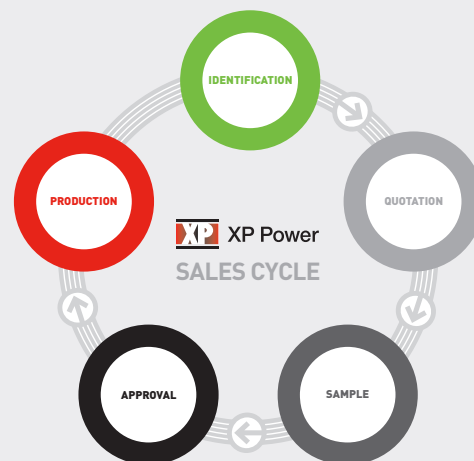 IDENTIFICATION
QUOTATION
SAMPLE
APPROVAL
PRODUCTION
XP XP Power
SALES CYCLE